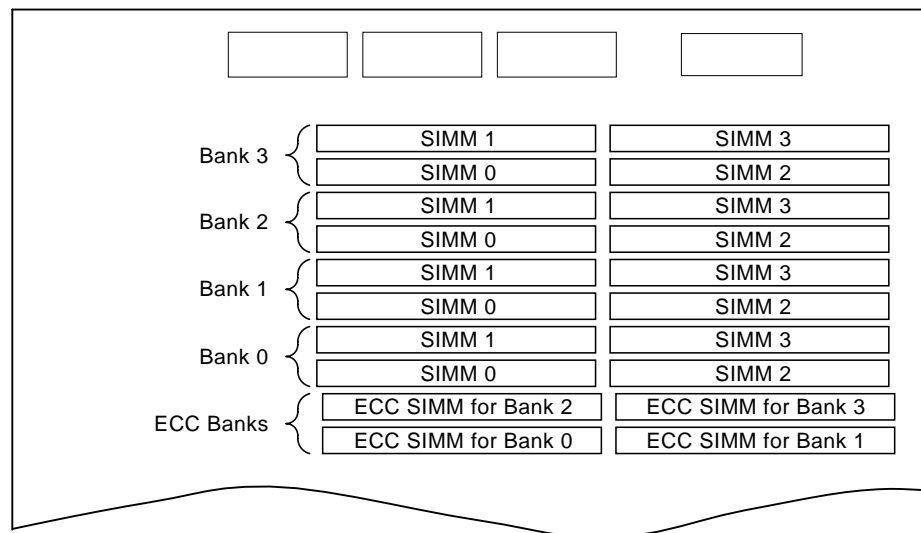 SIMM 1 SIMM 3
Bank 3
SIMM 0 SIMM 2
SIMM 1 SIMM 3
Bank 2
SIMM 0 SIMM 2
SIMM 1 SIMM 3
Bank 1
SIMM 0 SIMM 2
SIMM 1 SIMM 3
Bank 0
SIMM 0 SIMM 2
ECC SIMM for Bank 2 ECC SIMM for Bank 3
ECC Banks
ECC SIMM for Bank 0 ECC SIMM for Bank 1